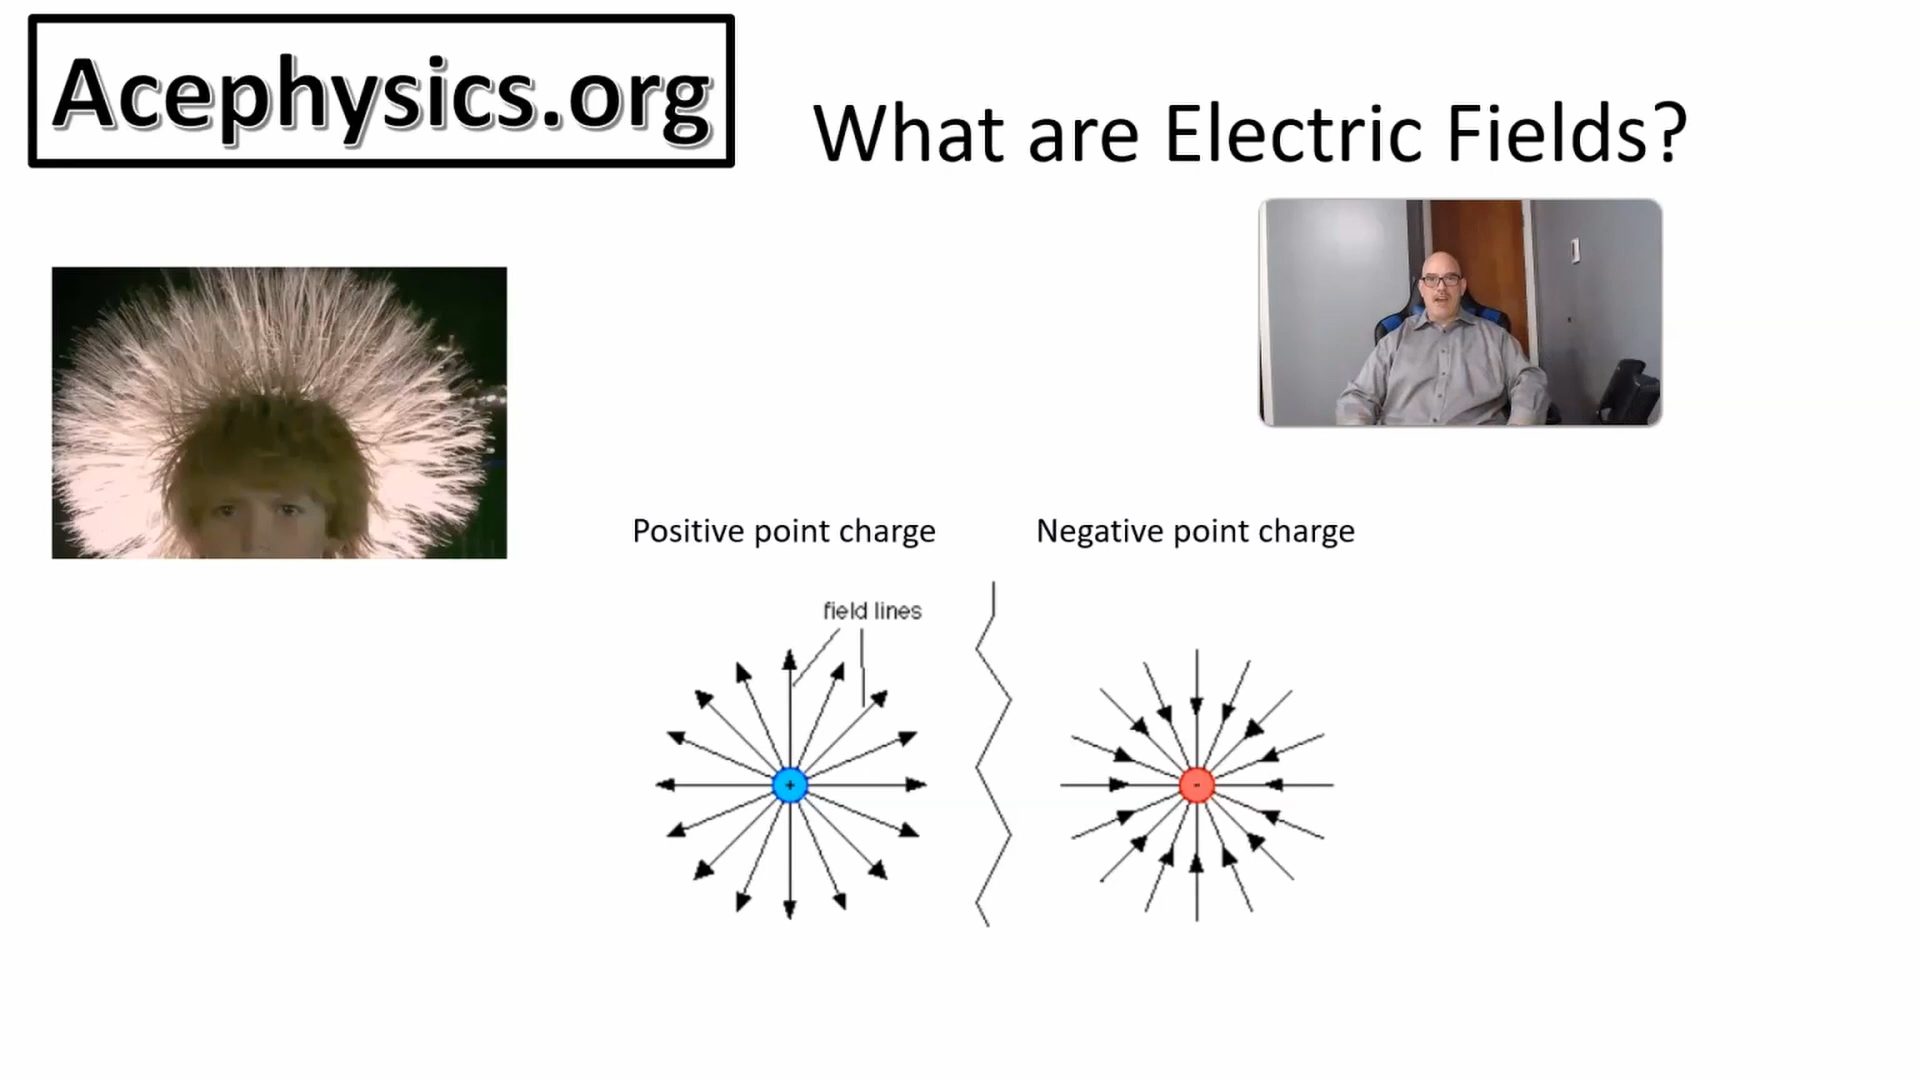 Acephysics.org
What are Electric Fields?
Positive point charge
Negative point charge
field lines
+
-